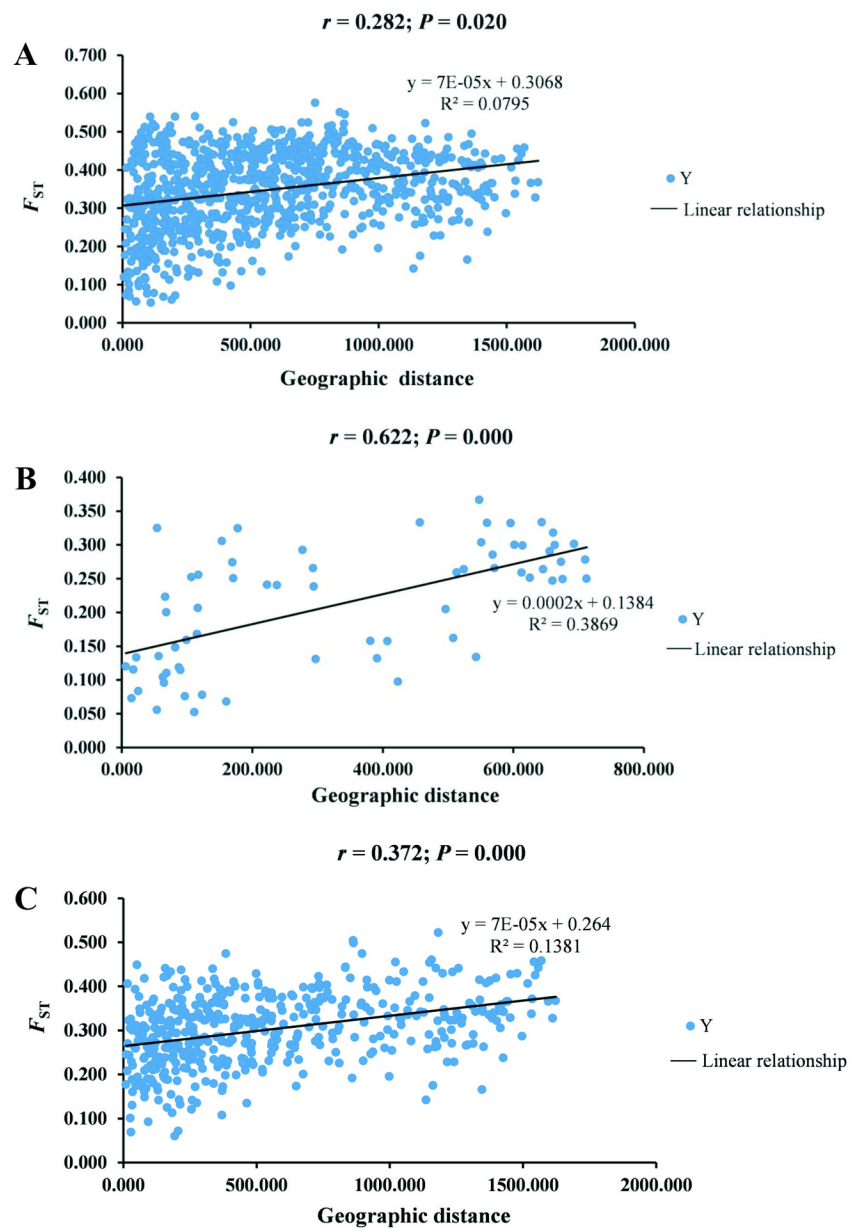 r = 0.282; P = 0.020
A
0.700
0.600
0.500
0.400
0.300
0.200
0.100
0.000
FST
y = 7E-05x + 0.3068
R² = 0.0795
Y
Linear relationship
0.000 500.000 1000.000 1500.000 2000.000
Geographic distance
r = 0.622; P = 0.000
B
0.400
0.350
0.300
0.250
0.200
0.150
0.100
0.050
0.000
FST
y = 0.0002x + 0.1384
R² = 0.3869
Y
Linear relationship
0.000 200.000 400.000 600.000 800.000
Geographic distance
r = 0.372; P = 0.000
C
0.600
0.500
0.400
0.300
0.200
0.100
0.000
FST
y = 7E-05x + 0.264
R² = 0.1381
Y
Linear relationship
0.000 500.000 1000.000 1500.000 2000.000
Geographic distance